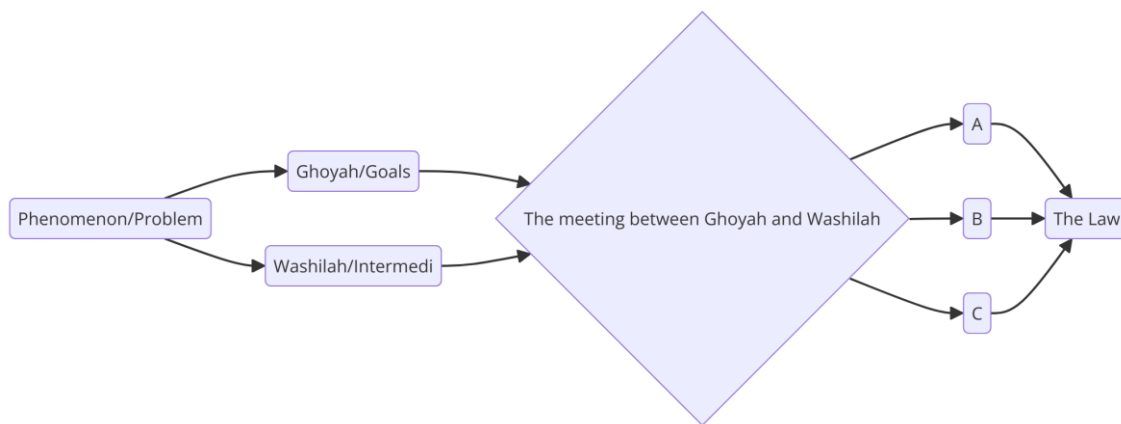 Phenomenon/Problem
Ghoyah/Goals
Washilah/Intermedi
The meeting between Ghoyah and Washilah
A
B
C
The Law